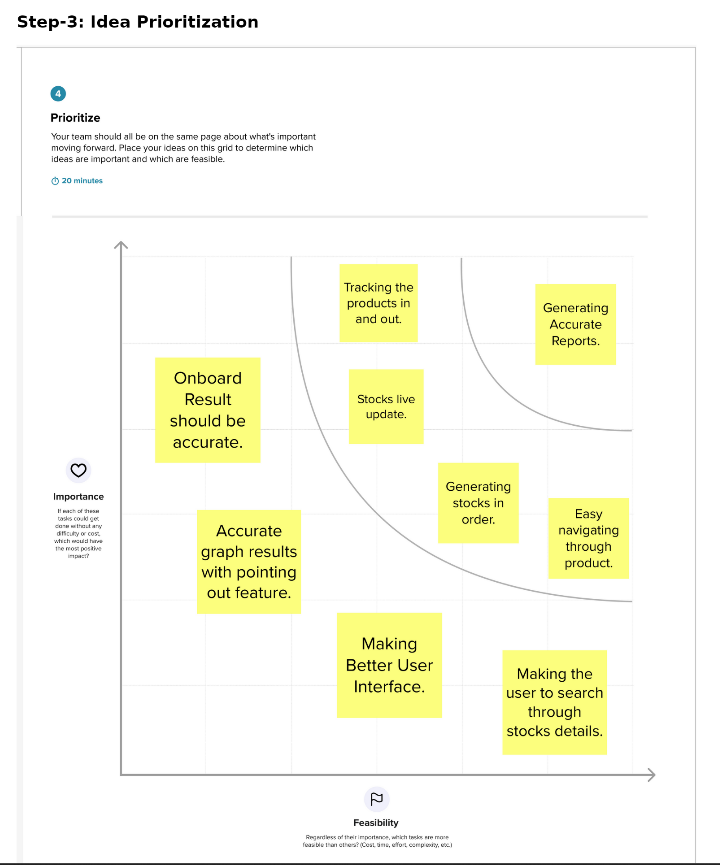 Step-3: Idea Prioritization
4
Prioritize
Your team should all be on the same page about what's important
moving forward. Place your ideas on this grid to determine which
ideas are important and which are feasible.
20 minutes
Tracking the
products in
and out.
Generating
Accurate
Reports.
Onboard
Result
should be
accurate.
Stocks live
update.
Generating
stocks in
order.
Easy
navigating
through
product.
Importance
If each of these
tasks could get
done without any
difficulty or cost,
which would have
the most positive
impact?
Accurate
graph results
with pointing
out feature.
Making
Better User
Interface.
Making the
user to search
through
stocks details.
Feasibility
Regardless of their importance, which tasks are more
feasible than others? (Cost, time, effort, complexity, etc.)